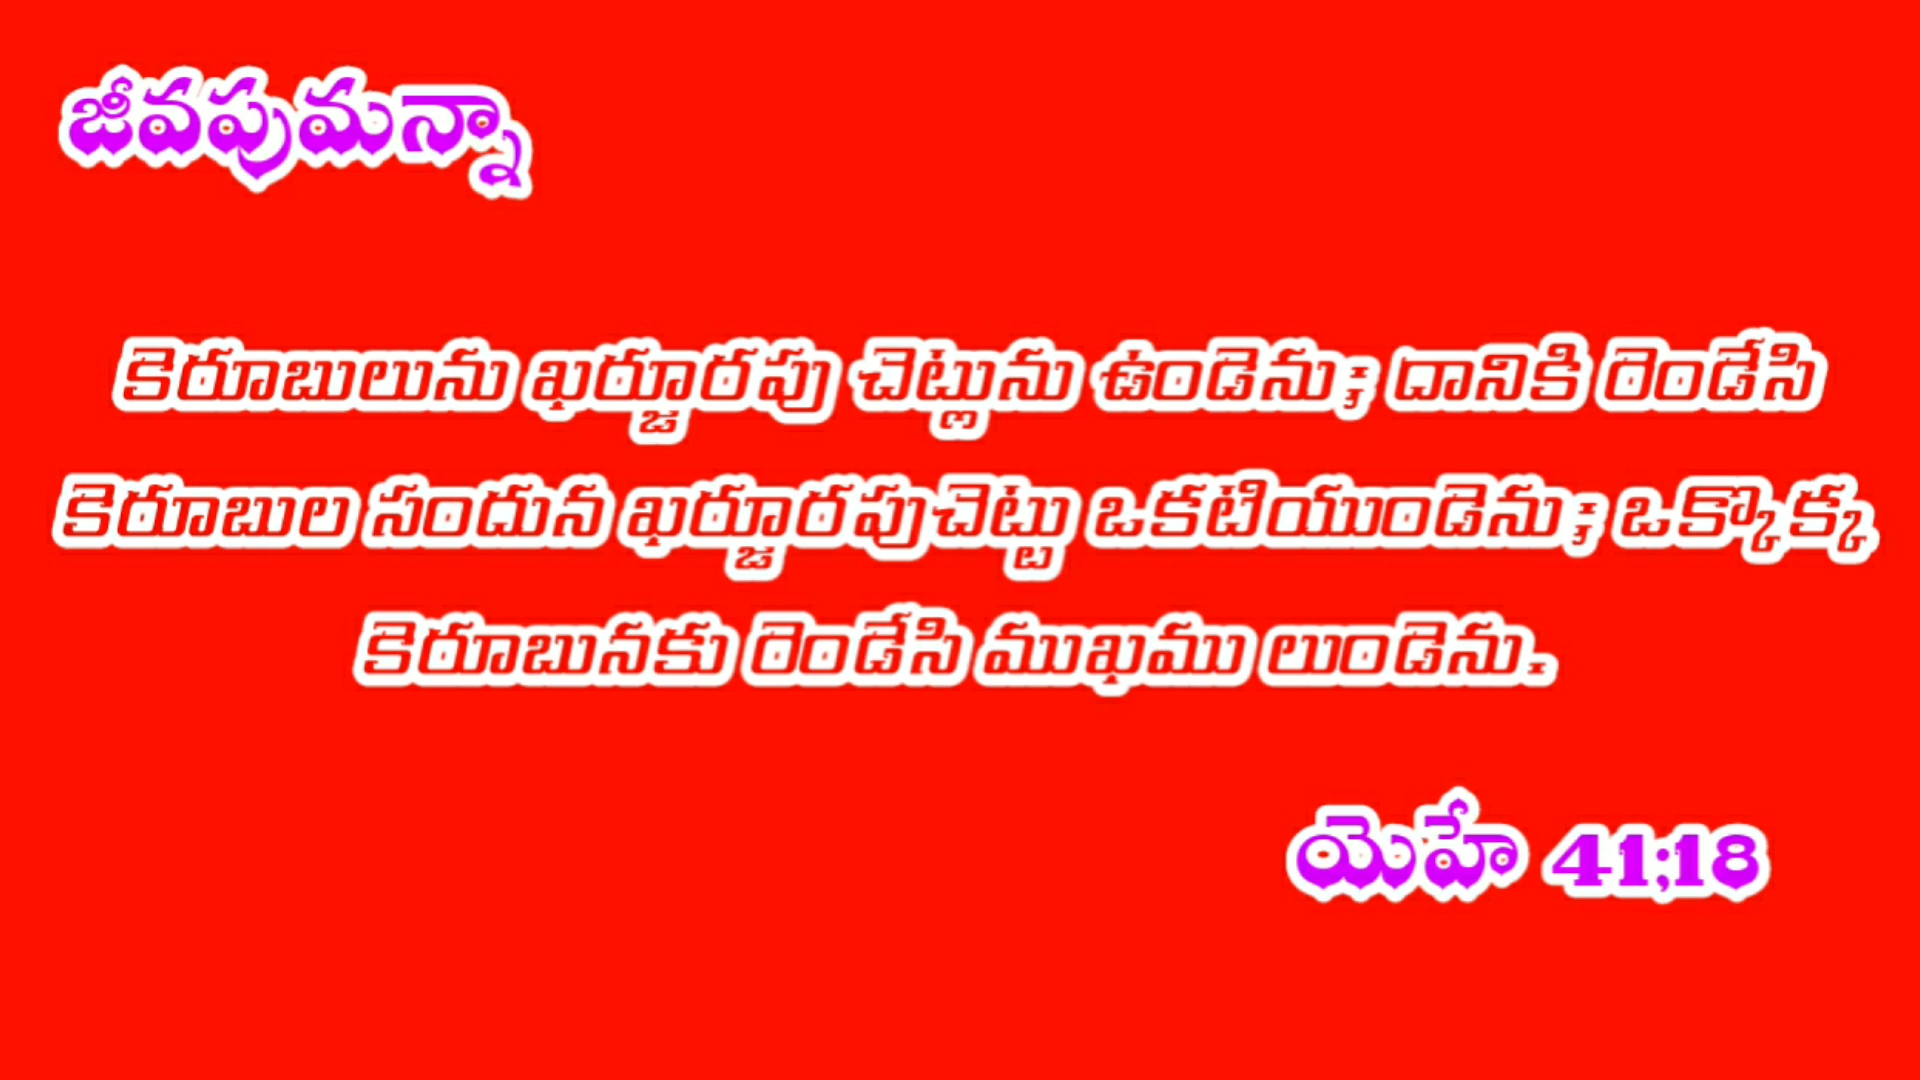 జీవపుమన్నా
కెరూబులును ఖర్జూరపు చెట్లును ఉండెను; దానికి రెండేసి
కెరూబుల సందున ఖర్జూరపుచెట్టు ఒకటియుండెను; ఒక్కొక్క
కెరూబునకు రెండేసి ముఖము లుండెను.
యెహే 41;18